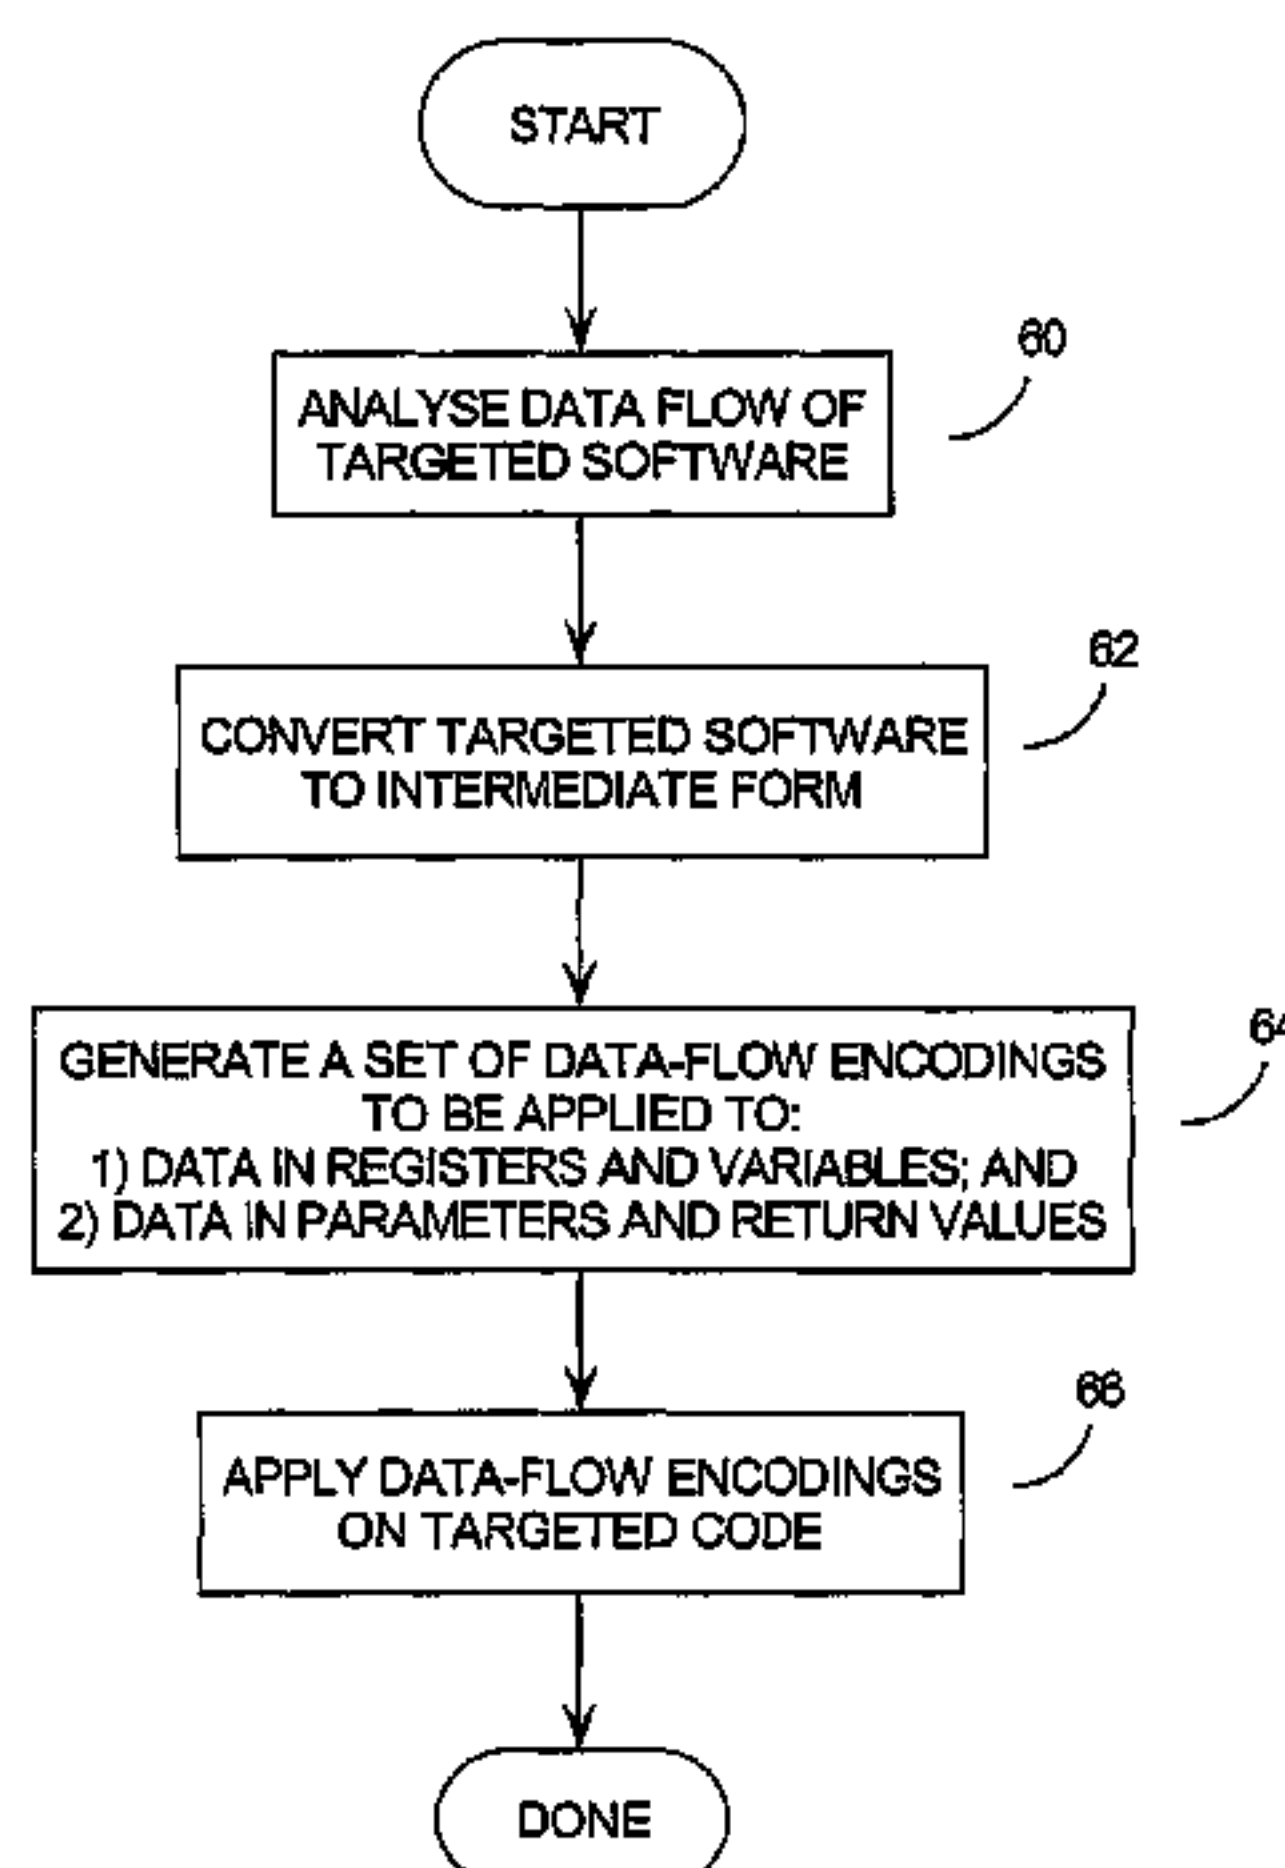 START
60
ANALYSE DATA FLOW OF
TARGETED SOFTWARE
62
CONVERT TARGETED SOFTWARE
TO INTERMEDIATE FORM
64
GENERATE A SET OF DATA-FLOW ENCODINGS
TO BE APPLIED TO:
1) DATA IN REGISTERS AND VARIABLES; AND
2) DATA IN PARAMETERS AND RETURN VALUES
66
APPLY DATA-FLOW ENCODINGS
ON TARGETED CODE
DONE